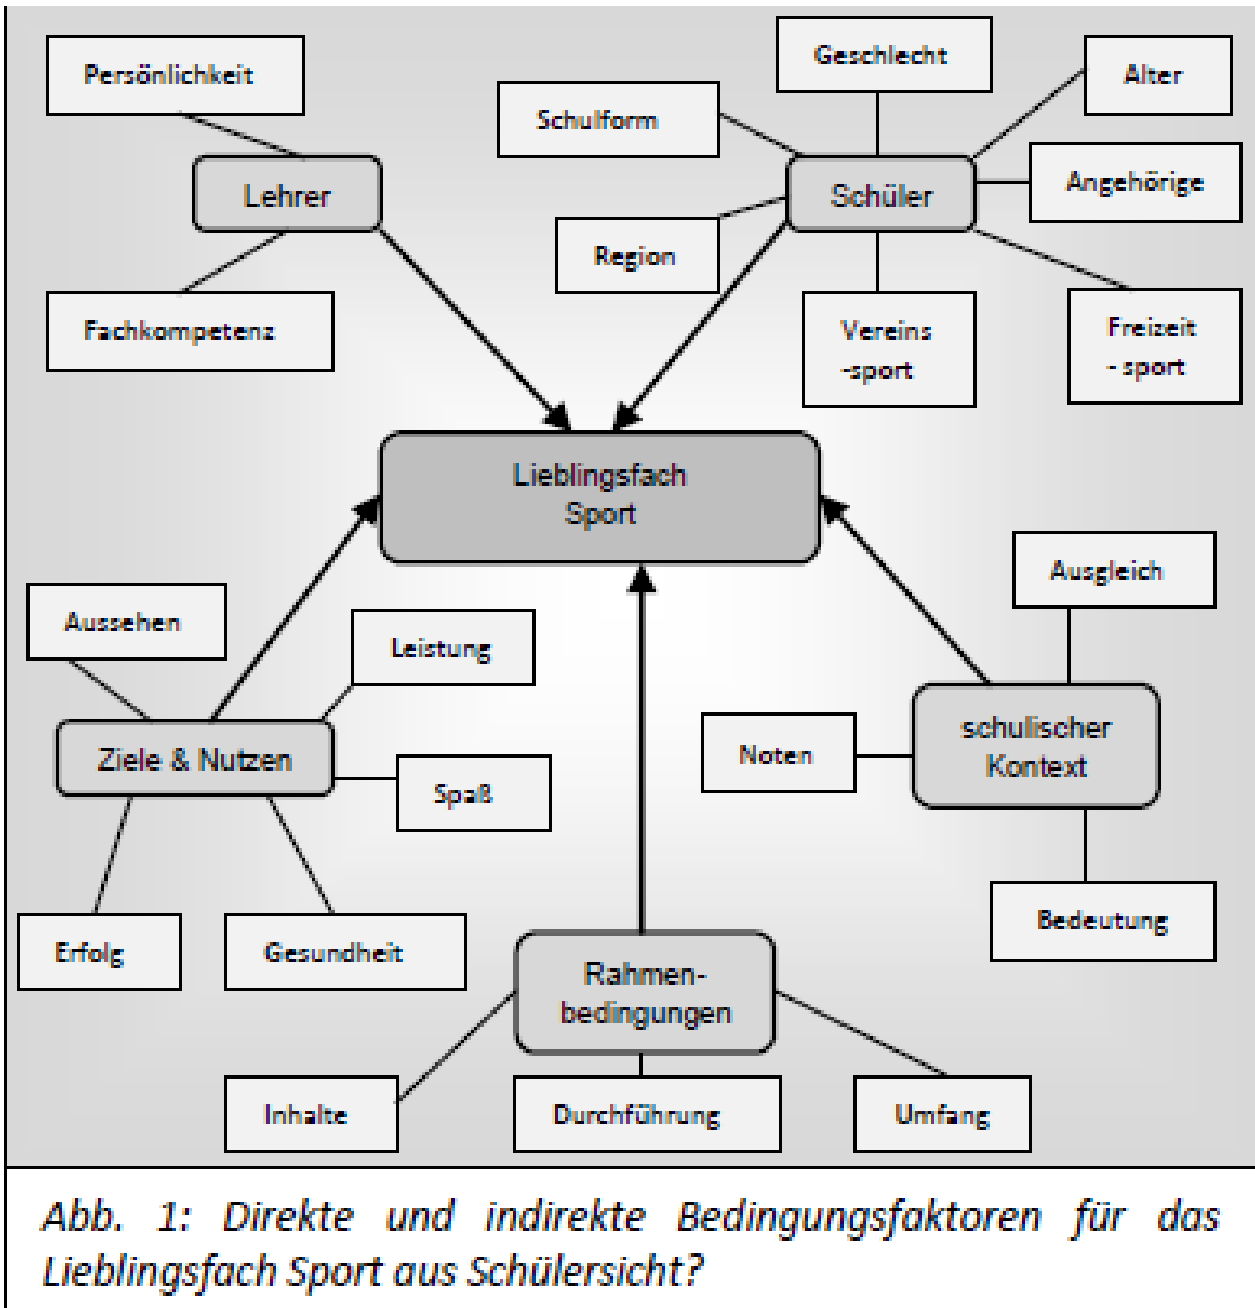 Persönlichkeit
Lehrer
Fachkompetenz
Geschlecht
Alter
Schulform
Schüler
Angehörige
Region
Vereins
-sport
Freizeit
- sport
Lieblingsfach
Sport
Aussehen
Leistung
Ziele & Nutzen
Spaß
Erfolg
Gesundheit
Ausgleich
schulischer
Kontext
Noten
Bedeutung
Rahmen-
bedingungen
Inhalte
Durchführung
Umfang
Abb. 1: Direkte und indirekte Bedingungsfaktoren für das
Lieblingsfach Sport aus Schülersicht?